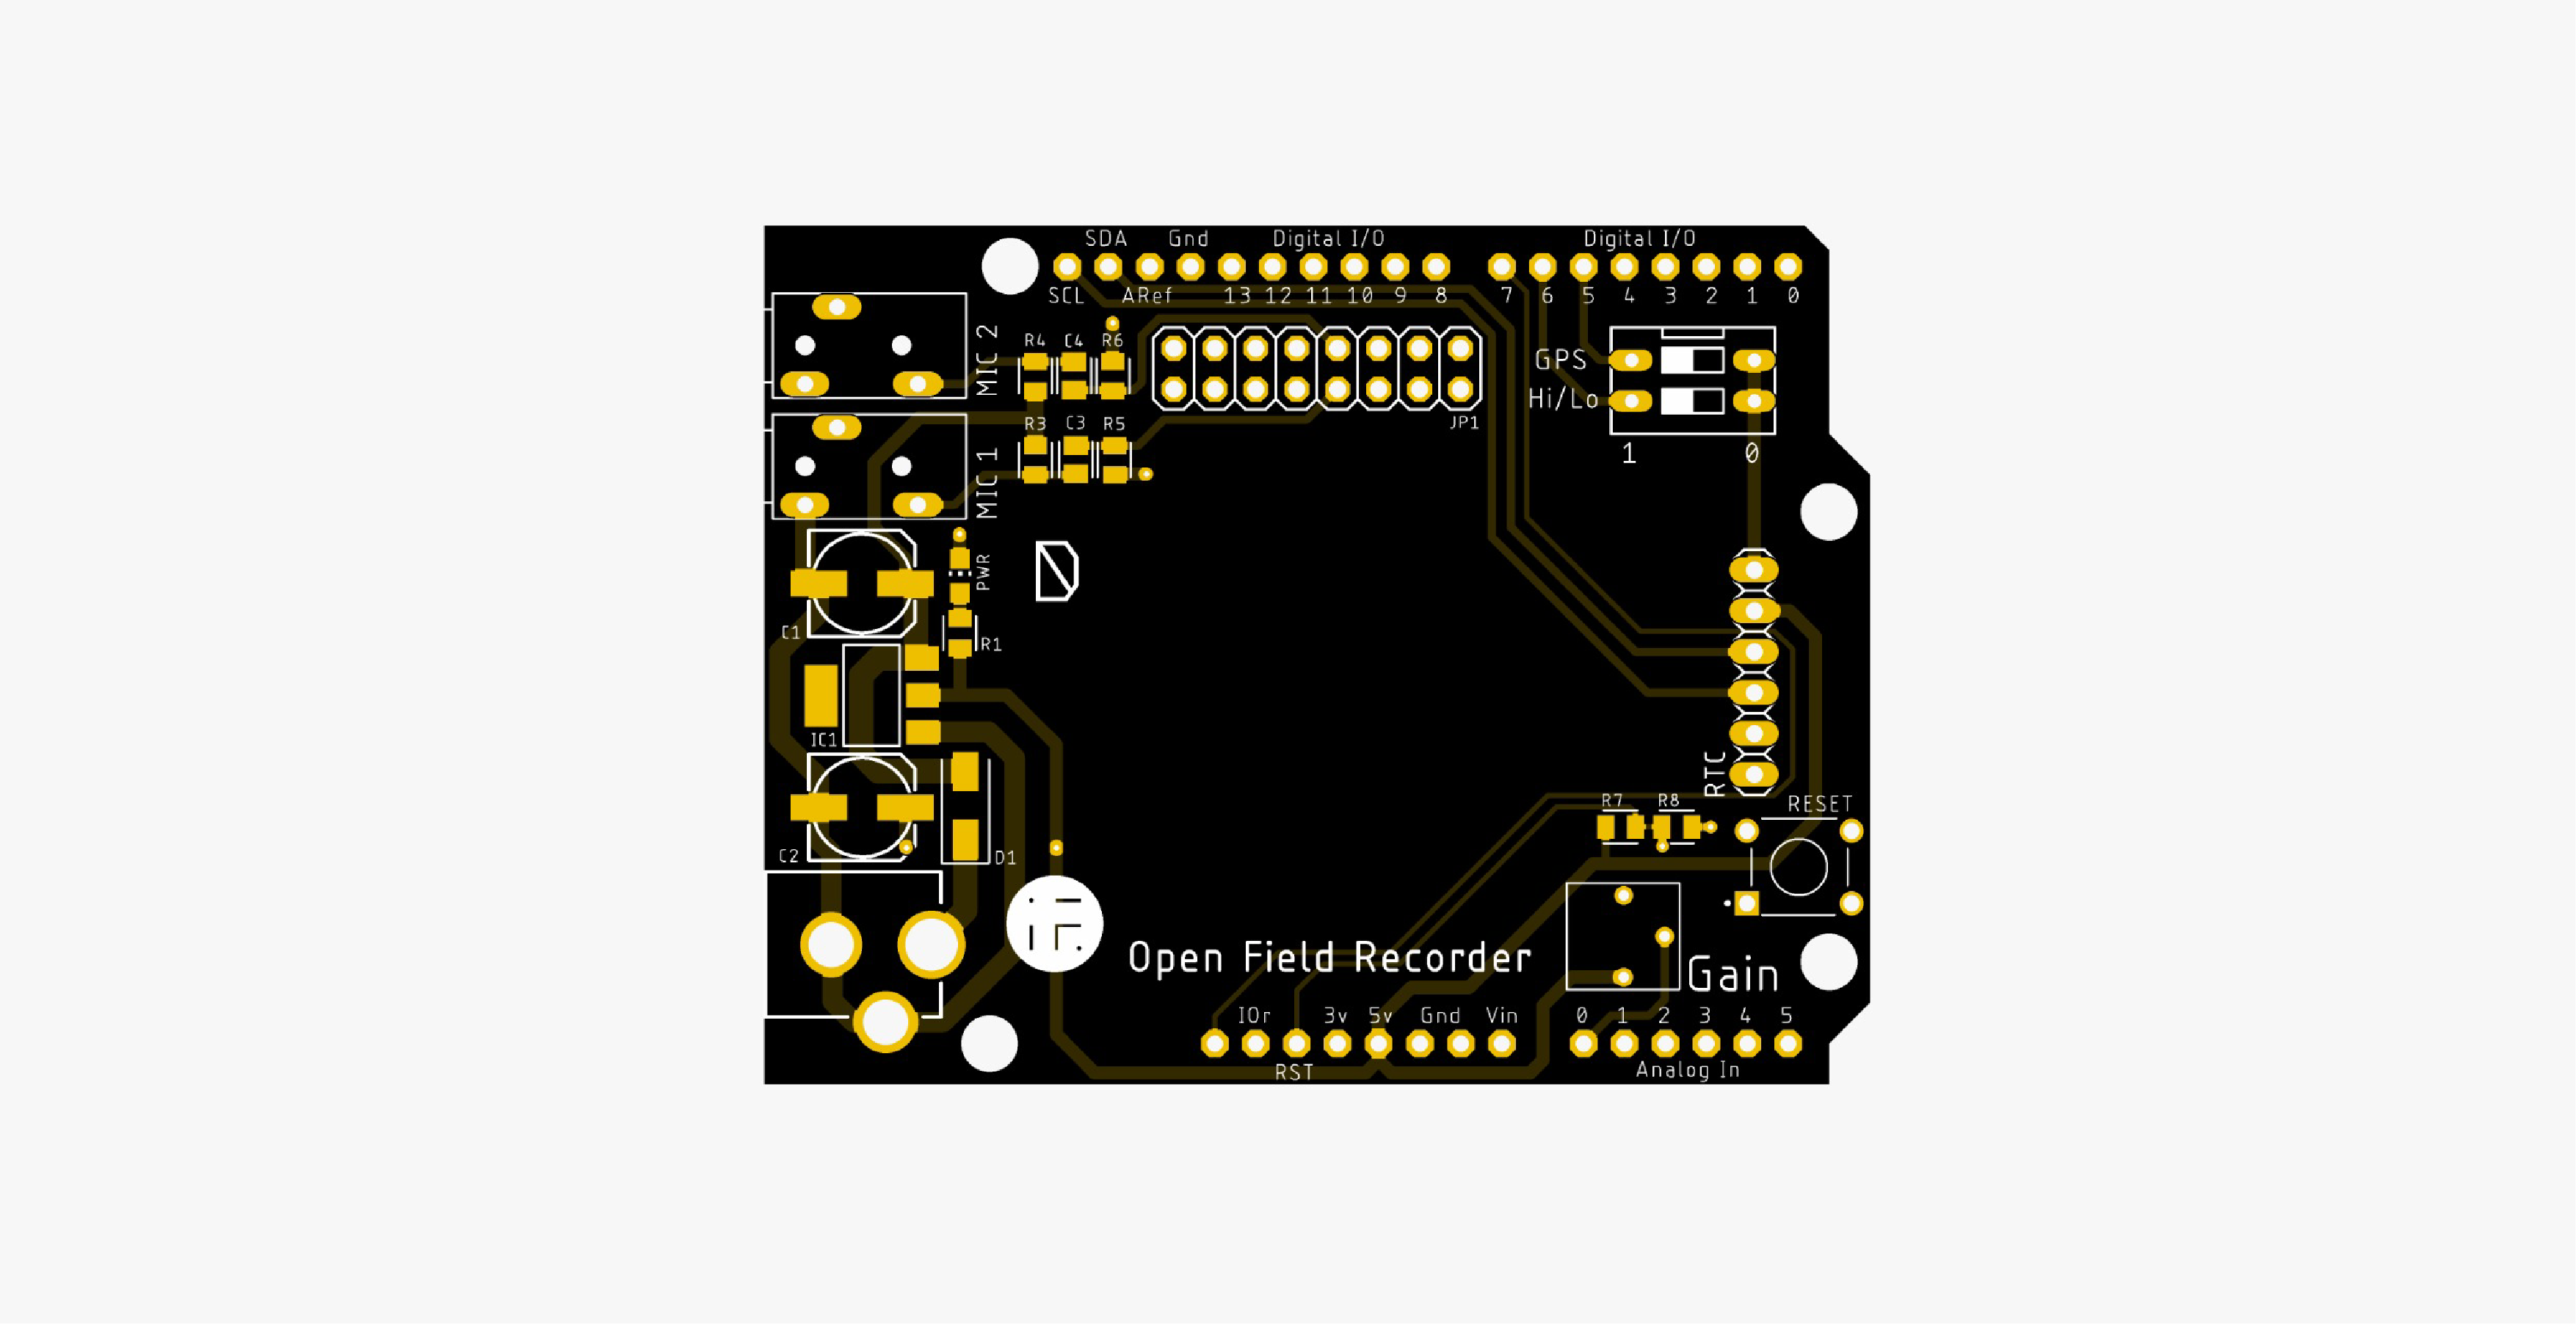 SDA Gnd Digital I/O Digital I/O
SCL ARef 13 12 11 10 9 8 7 6 5 4 3 2 1 0
MIC 2
R4 C4 R6
GPS
Hi/Lo
JP1
1 0
MIC 1
R3 C3 R5
PWR
C1
R1
IC1
RTC
R7 R8 RESET
C2
D1
Open Field Recorder
Gain
IOr 3v 5v Gnd Vin 0 1 2 3 4 5
RST Analog In